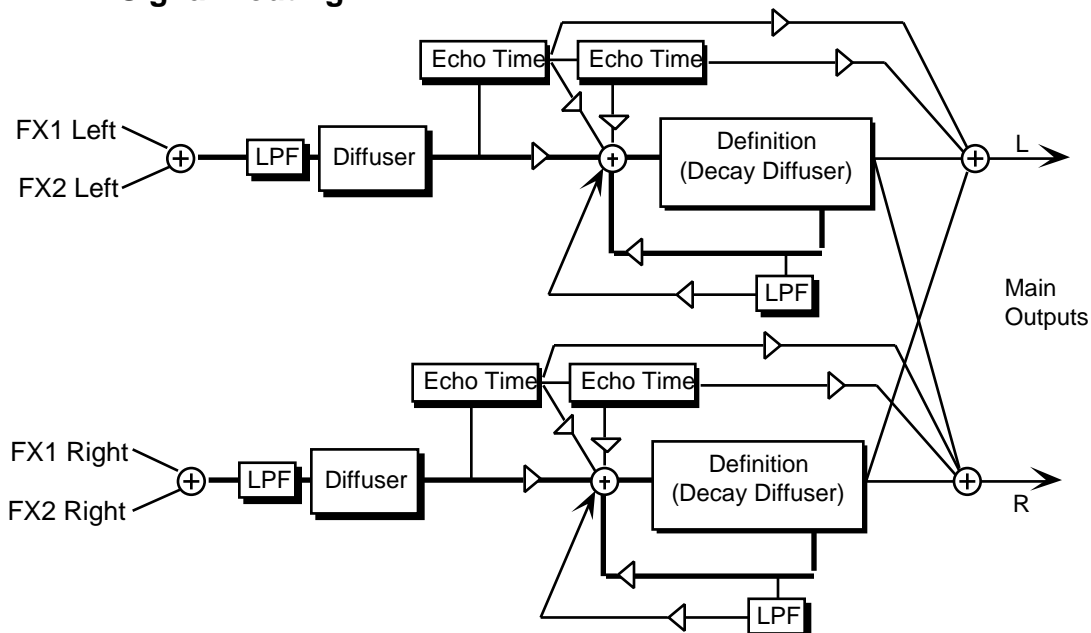 Echo Time Echo Time
FX1 Left
FX2 Left
LPF
Diffuser
Definition
(Decay Diffuser)
L
LPF
Main
Outputs
Echo Time Echo Time
FX1 Right
FX2 Right
LPF
Diffuser
Definition
(Decay Diffuser)
R
LPF